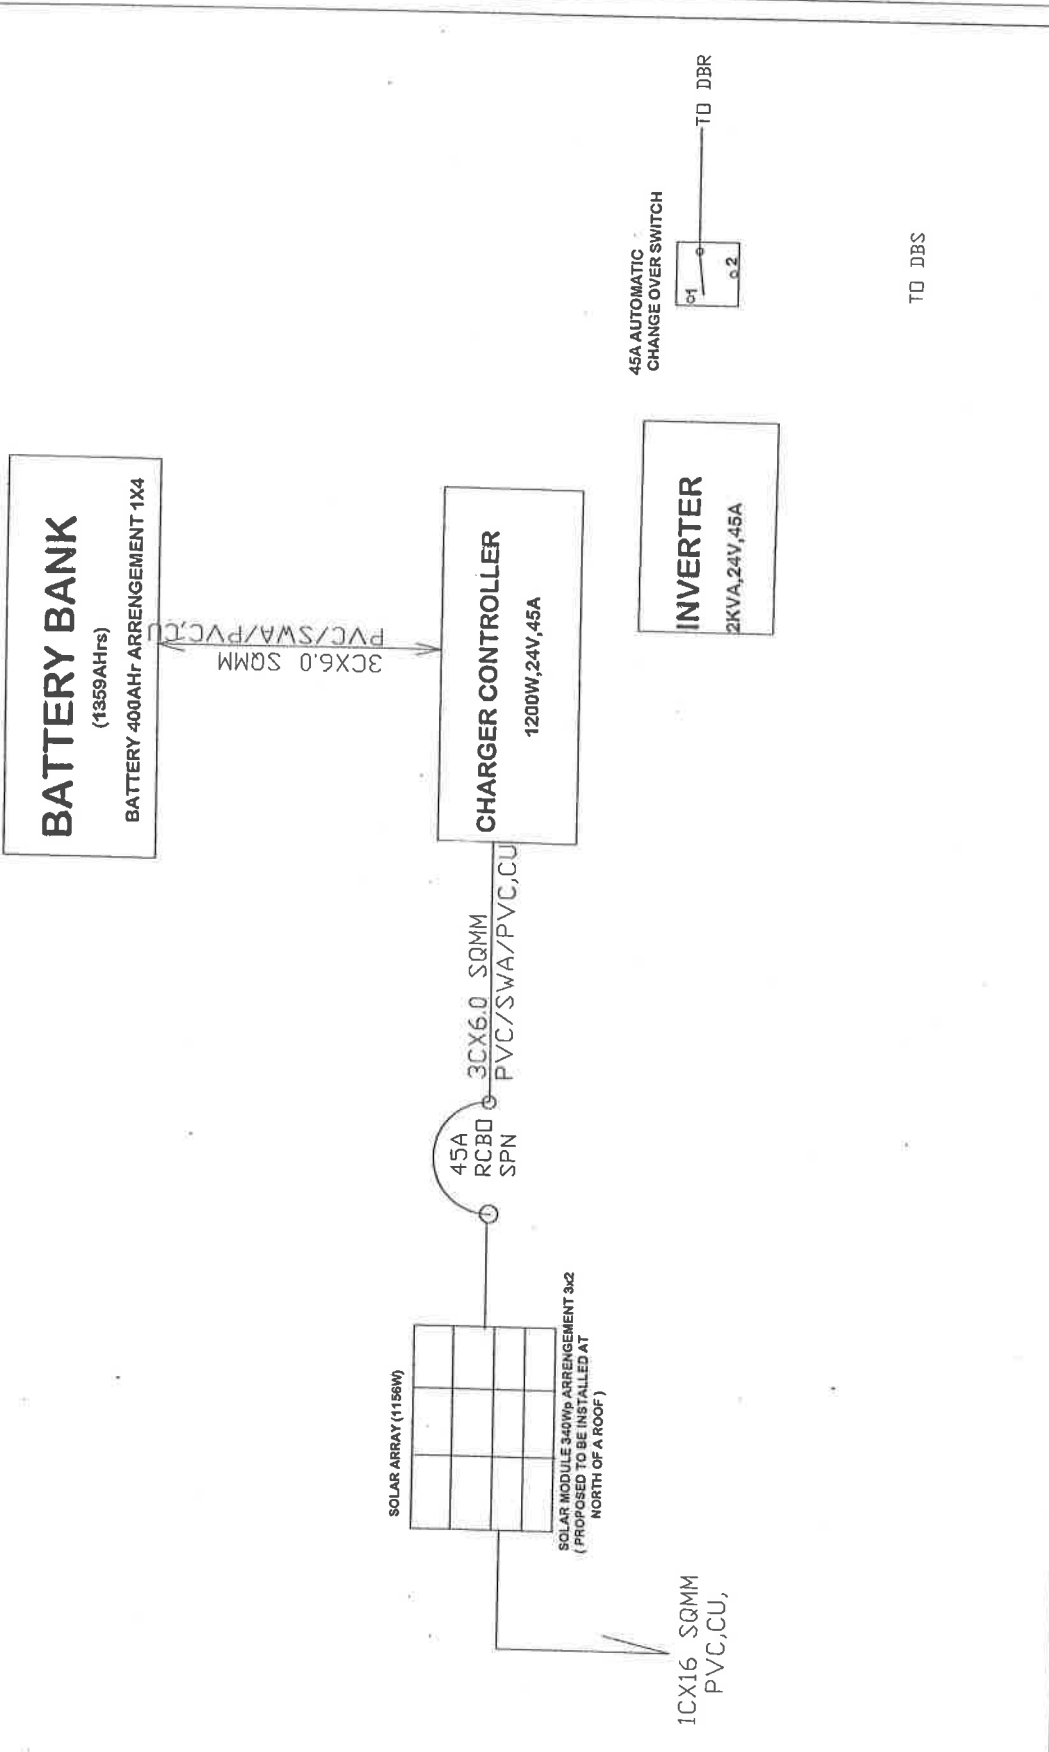 BATTERY BANK
(1359AHrs)
BATTERY 400AHr ARRENGEMENT 1X4
3CX6.0 SQMM
PVC/SWA/PVC,CU
SOLAR ARRAY (1156W)
SOLAR MODULE 340Wp ARRENGEMENT 3x2
( PROPOSED TO BE INSTALLED AT
NORTH OF A ROOF)
1CX16 SQMM
PVC,CU,
45A
RCBO
SPN
3CX6.0 SQMM
PVC/SWA/PVC,CU
CHARGER CONTROLLER
1200W,24V,45A
INVERTER
2KVA,24V,45A
45A AUTOMATIC
CHANGE OVER SWITCH
1
2
TO DBR
TO DBS